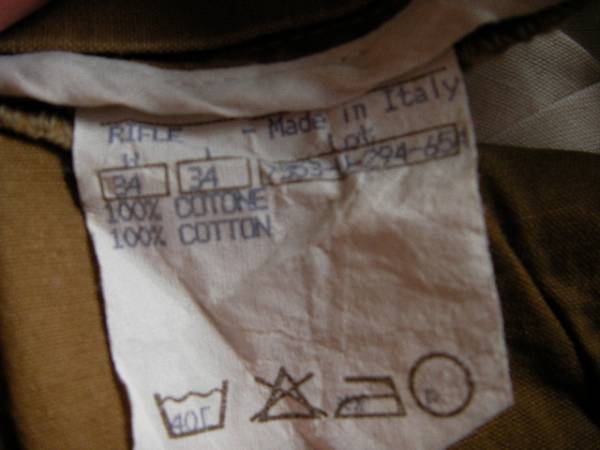 RIFLE - Made in Italy
W L Lot
34 34
100% COTONE
100% COTTON
40
P